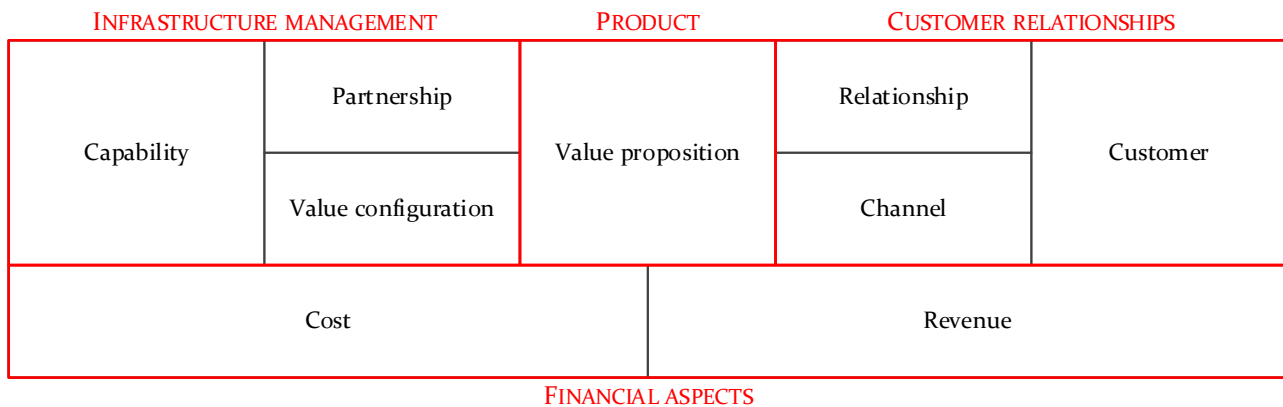 INFRASTRUCTURE MANAGEMENT
PRODUCT
CUSTOMER RELATIONSHIPS
Capability
Partnership
Value configuration
Value proposition
Relationship
Channel
Customer
Cost
Revenue
FINANCIAL ASPECTS